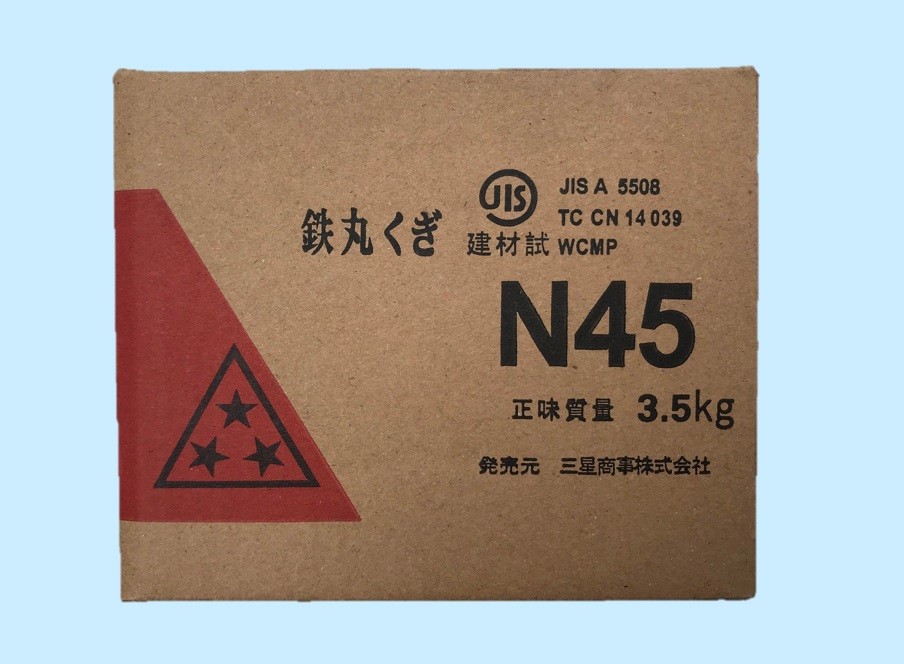 鉄丸くぎ
JIS
建材試
JIS A 5508
TC CN 14 039
WCMP
N45
正味質量 3.5kg
発売元 三星商事株式会社